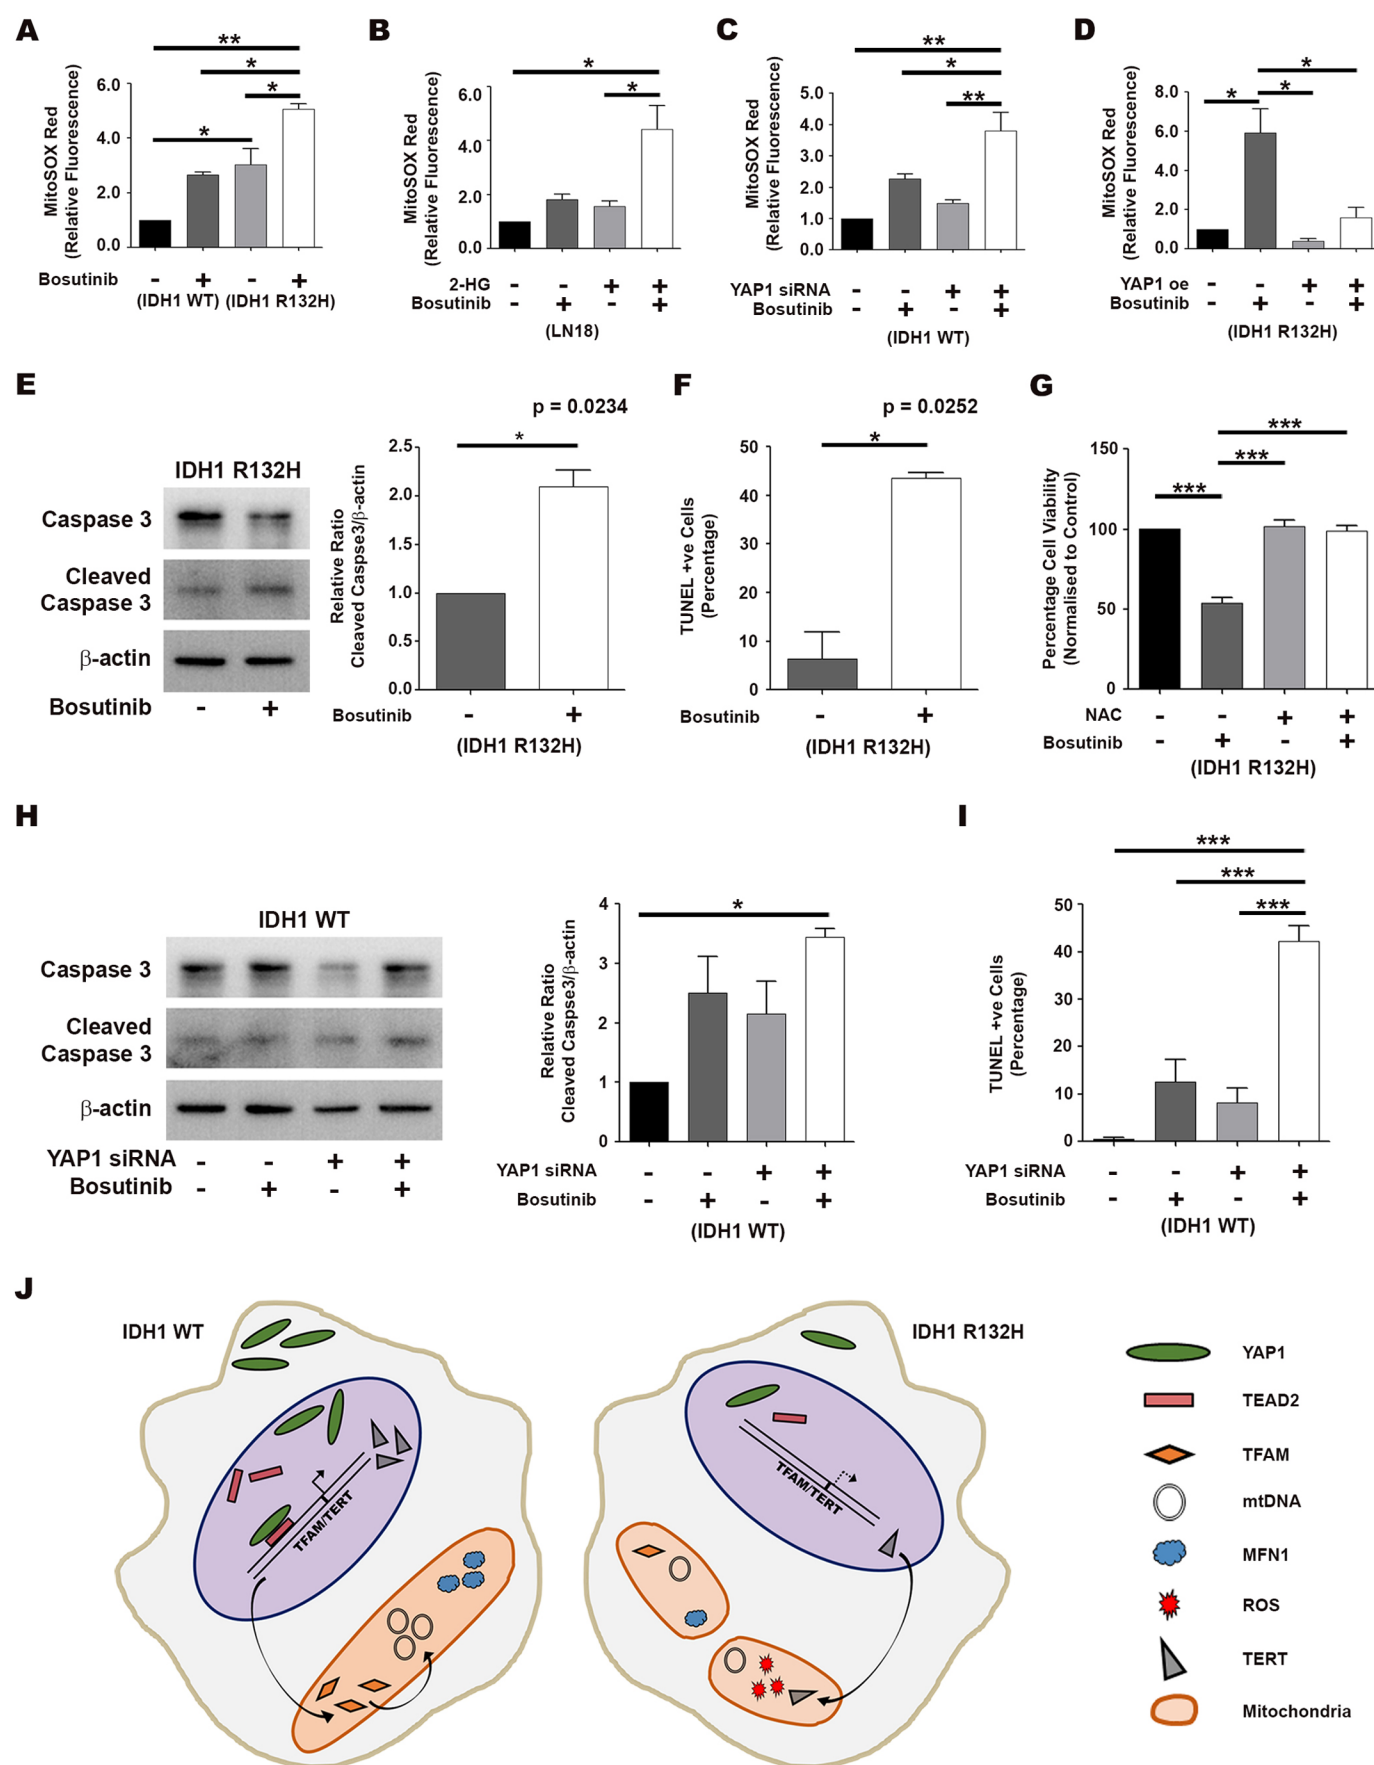 A
**
*
*
*
MitoSOX Red
(Relative Fluorescence)
6.0
4.0
2.0
0.0
Bosutinib - + - +
(IDH1 WT) (IDH1 R132H)
B
*
*
MitoSOX Red
(Relative Fluorescence)
6.0
4.0
2.0
0.0
2-HG - - + +
Bosutinib - + - +
(LN18)
C
**
*
**
MitoSOX Red
(Relative Fluorescence)
5.0
4.0
3.0
2.0
1.0
0.0
YAP1 siRNA - - + +
Bosutinib - + - +
(IDH1 WT)
D
*
* *
MitoSOX Red
(Relative Fluorescence)
8.0
6.0
4.0
2.0
0.0
YAP1 oe - - + +
Bosutinib - + - +
(IDH1 R132H)
E
IDH1 R132H
Caspase 3
Cleaved
Caspase 3
β-actin
Bosutinib - +
p = 0.0234
*
Relative Ratio
Cleaved Caspse3/β-actin
2.5
2.0
1.5
1.0
0.5
0.0
Bosutinib - +
(IDH1 R132H)
F
p = 0.0252
*
TUNEL +ve Cells
(Percentage)
50
40
30
20
10
0
Bosutinib - +
(IDH1 R132H)
G
***
***
***
Percentage Cell Viability
(Normalised to Control)
150
100
50
0
NAC - - + +
Bosutinib - + - +
(IDH1 R132H)
H
IDH1 WT
Caspase 3
Cleaved
Caspase 3
β-actin
YAP1 siRNA - - + +
Bosutinib - + - +
*
Relative Ratio
Cleaved Caspse3/β-actin
4
3
2
1
0
YAP1 siRNA - - + +
Bosutinib - + - +
(IDH1 WT)
I
***
***
***
TUNEL +ve Cells
(Percentage)
50
40
30
20
10
0
YAP1 siRNA - - + +
Bosutinib - + - +
(IDH1 WT)
J
IDH1 WT
TFAM/TERT
IDH1 R132H
TFAM/TERT
YAP1
TEAD2
TFAM
mtDNA
MFN1
ROS
TERT
Mitochondria